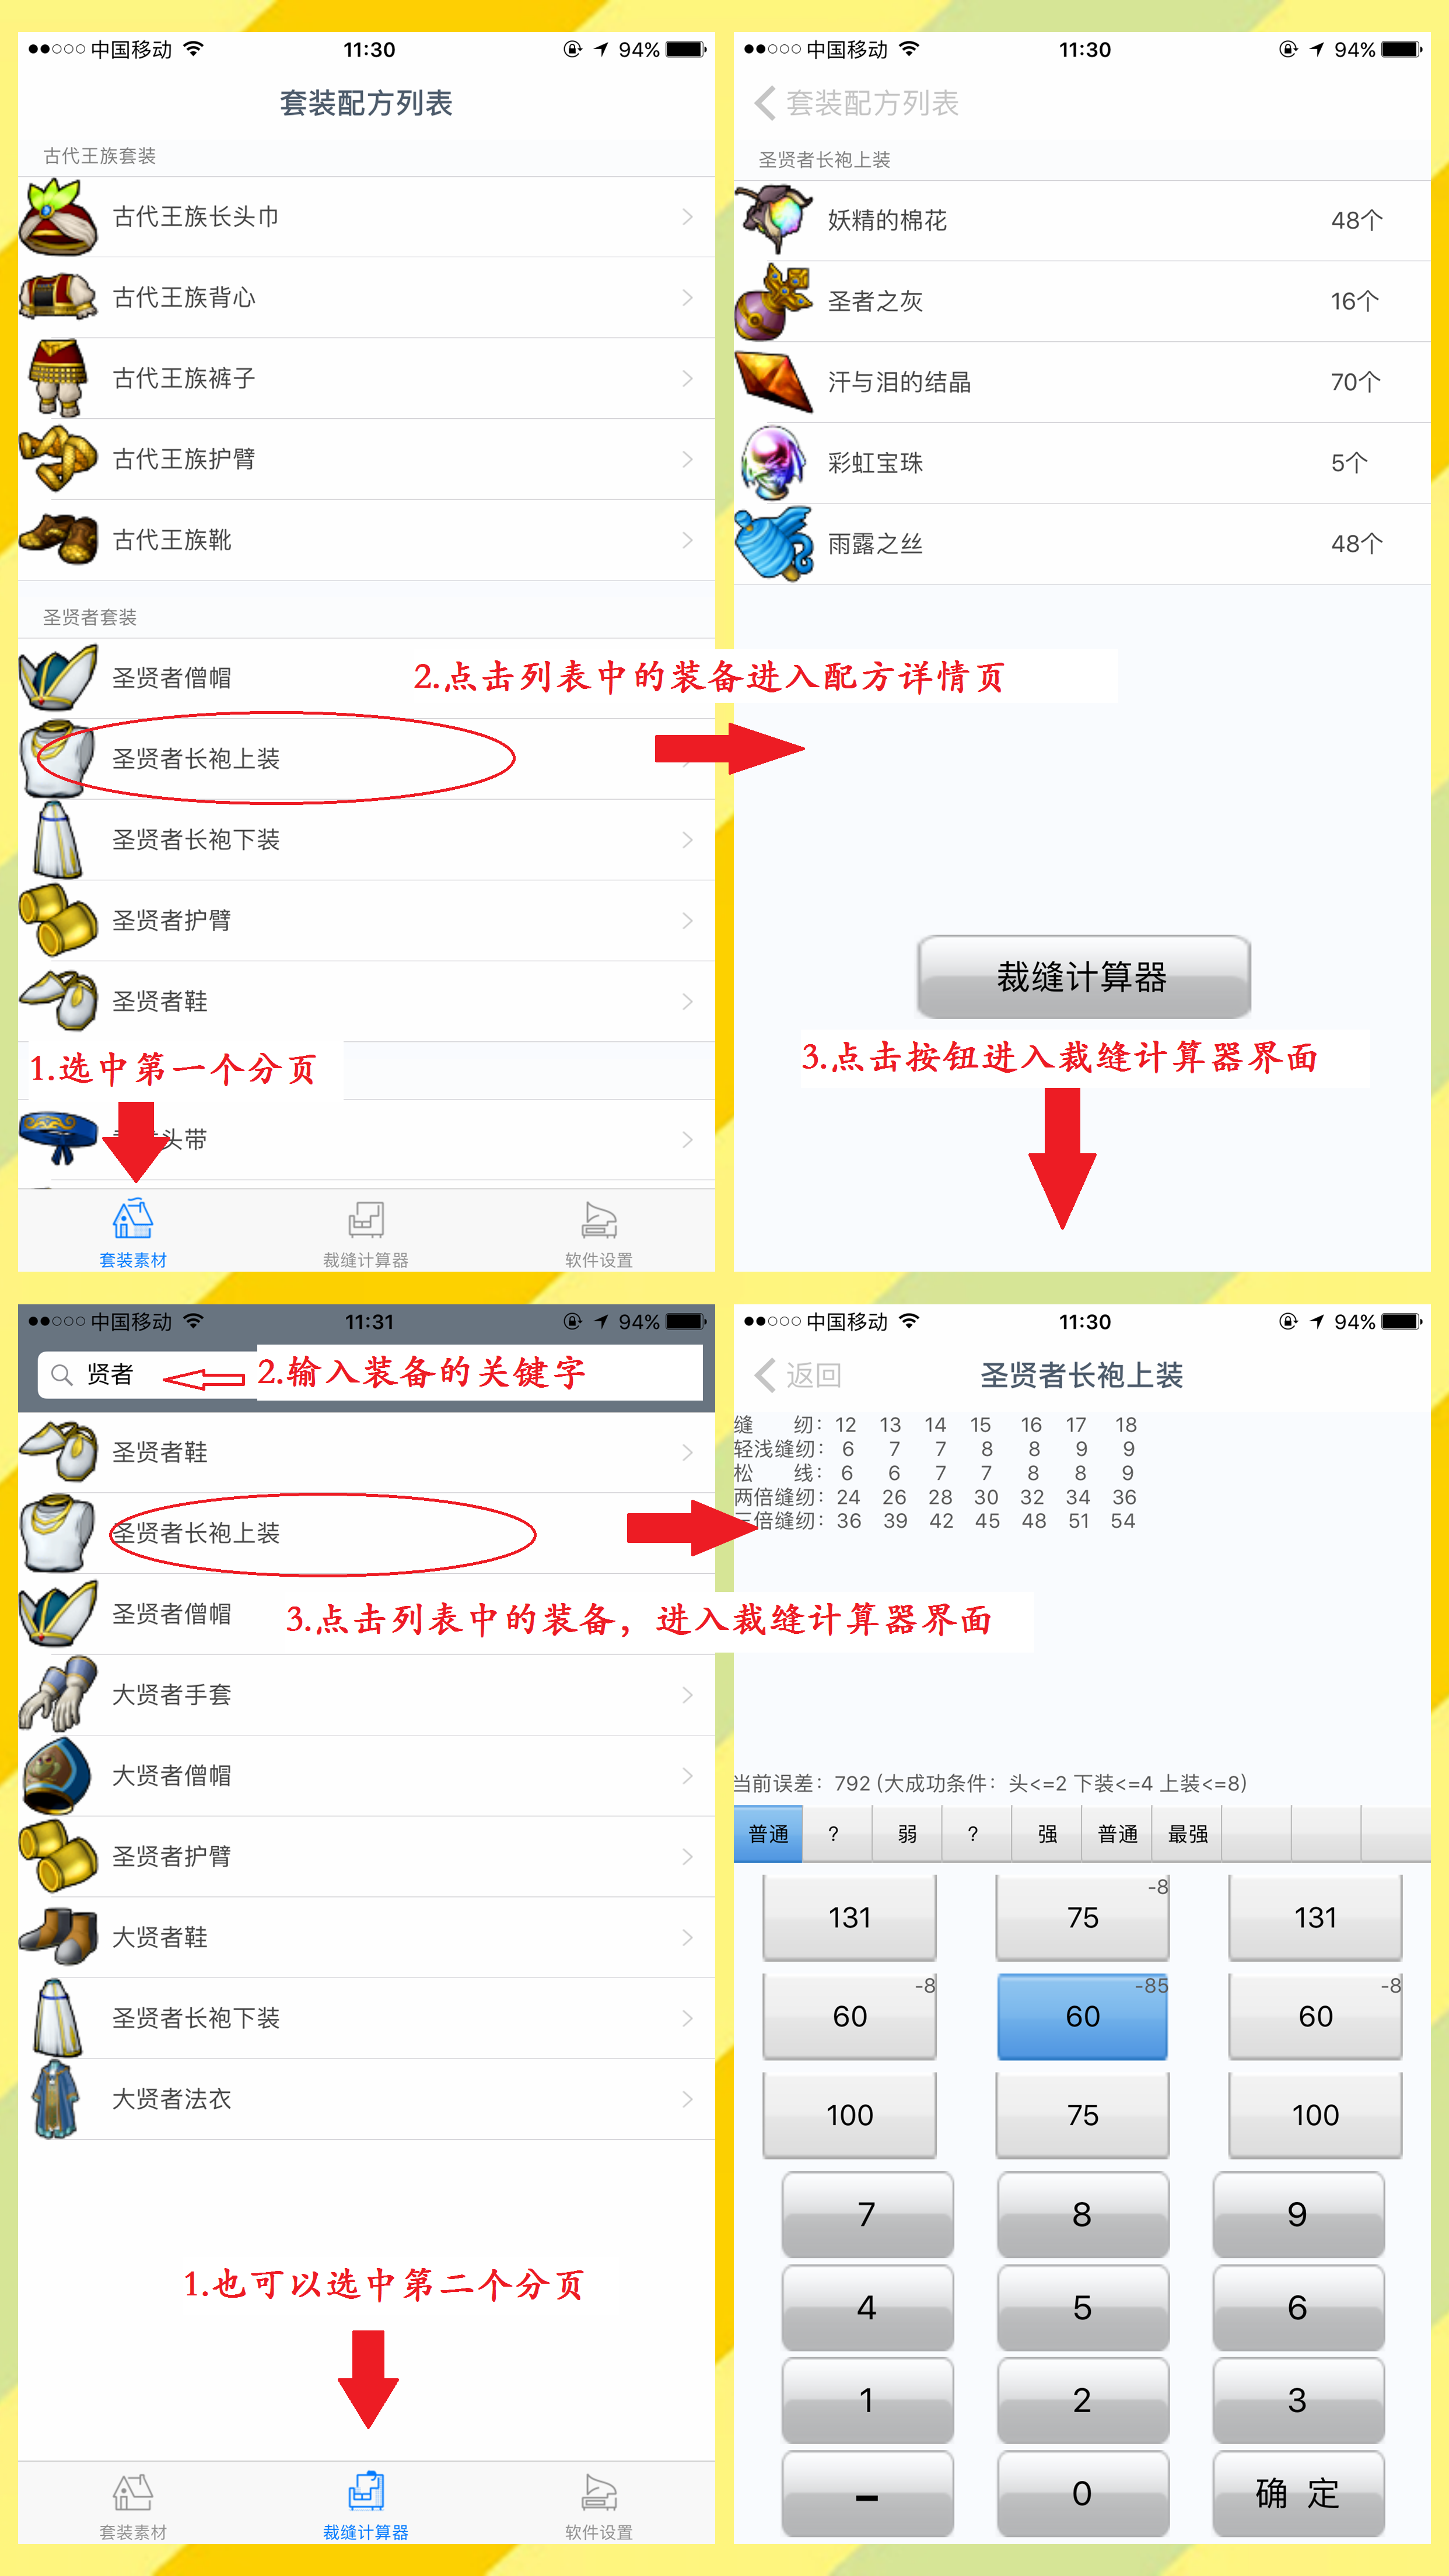 中国移动 11:30 94%
套装配方列表
古代王族套装
古代王族长头巾
古代王族背心
古代王族裤子
古代王族护臂
古代王族靴
圣贤者套装
圣贤者僧帽
圣贤者长袍上装
圣贤者长袍下装
圣贤者护臂
圣贤者鞋
1.选中第一个分页
头带
套装素材 裁缝计算器 软件设置
中国移动 11:30 94%
套装配方列表
圣贤者长袍上装
妖精的棉花 48个
圣者之灰 16个
汗与泪的结晶 70个
彩虹宝珠 5个
雨露之丝 48个
2.点击列表中的装备进入配方详情页
裁缝计算器
3.点击按钮进入裁缝计算器界面
中国移动 11:31 94%
贤者
2.输入装备的关键字
圣贤者鞋
圣贤者长袍上装
圣贤者僧帽
3.点击列表中的装备，进入裁缝计算器界面
大贤者手套
大贤者僧帽
圣贤者护臂
大贤者鞋
圣贤者长袍下装
大贤者法衣
1.也可以选中第二个分页
套装素材 裁缝计算器 软件设置
中国移动 11:30 94%
返回 圣贤者长袍上装
缝 纫：12 13 14 15 16 17 18
轻浅缝纫：6 7 7 8 8 9 9
松 线：6 6 7 7 8 8 9
两倍缝纫：24 26 28 30 32 34 36
三倍缝纫：36 39 42 45 48 51 54
当前误差：792 (大成功条件：头<=2 下装<=4 上装<=8)
普通 ? 弱 ? 强 普通 最强
131 75 -8 131
60 -8 60 -85 60 -8
100 75 100
7 8 9
4 5 6
1 2 3
- 0 确 定